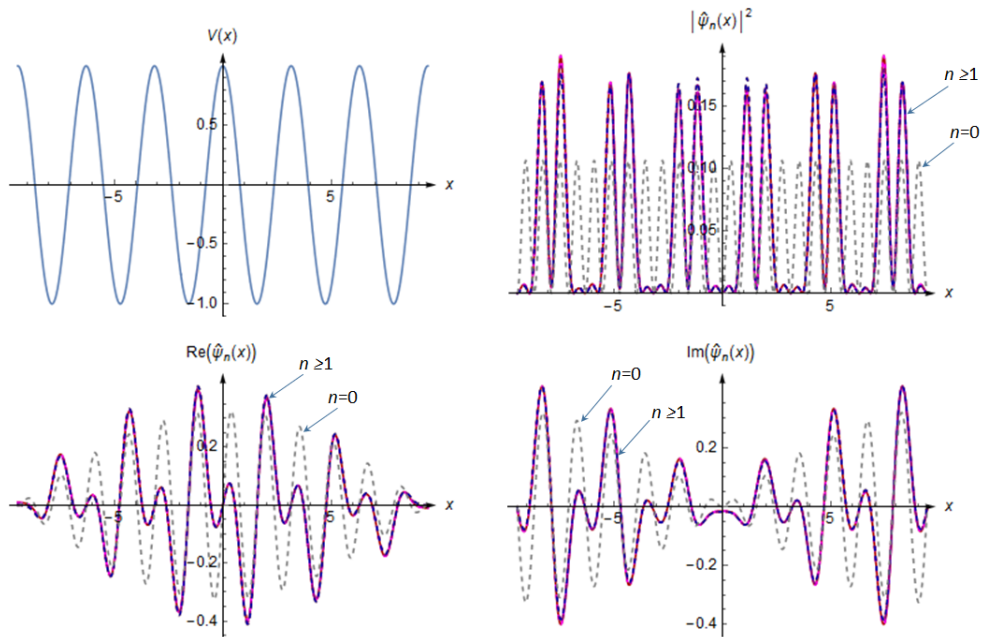 V(x)
0.5
x
−5
5
−0.5
−1.0
|ψ̂ₙ(x)|²
n ≥1
n=0
0.15
0.10
0.05
−5
5
x
Re(ψ̂ₙ(x))
n ≥1
n=0
0.2
x
−5
5
−0.2
−0.4
Im(ψ̂ₙ(x))
n=0
n ≥1
0.2
x
−5
5
−0.2
−0.4